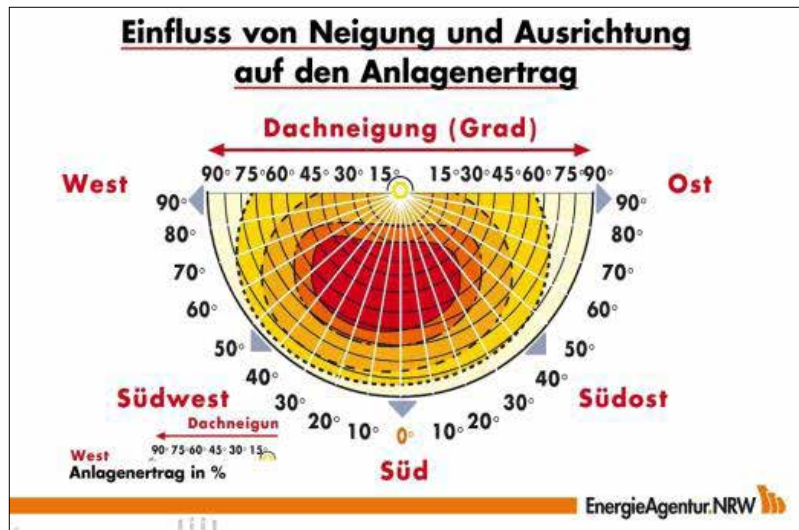 Einfluss von Neigung und Ausrichtung
auf den Anlagenertrag
Dachneigung (Grad)
90° 75° 60° 45° 30° 15° 15° 30° 45° 60° 75° 90°
West Ost
90° 90°
80° 80°
70° 70°
60° 60°
50° 50°
40° 40°
30° 30°
20° 20°
10° 10°
0°
Südwest Südost
Süd
Dachneigun
90° 75° 60° 45° 30° 15°
West
Anlagenertrag in %
EnergieAgentur.NRW